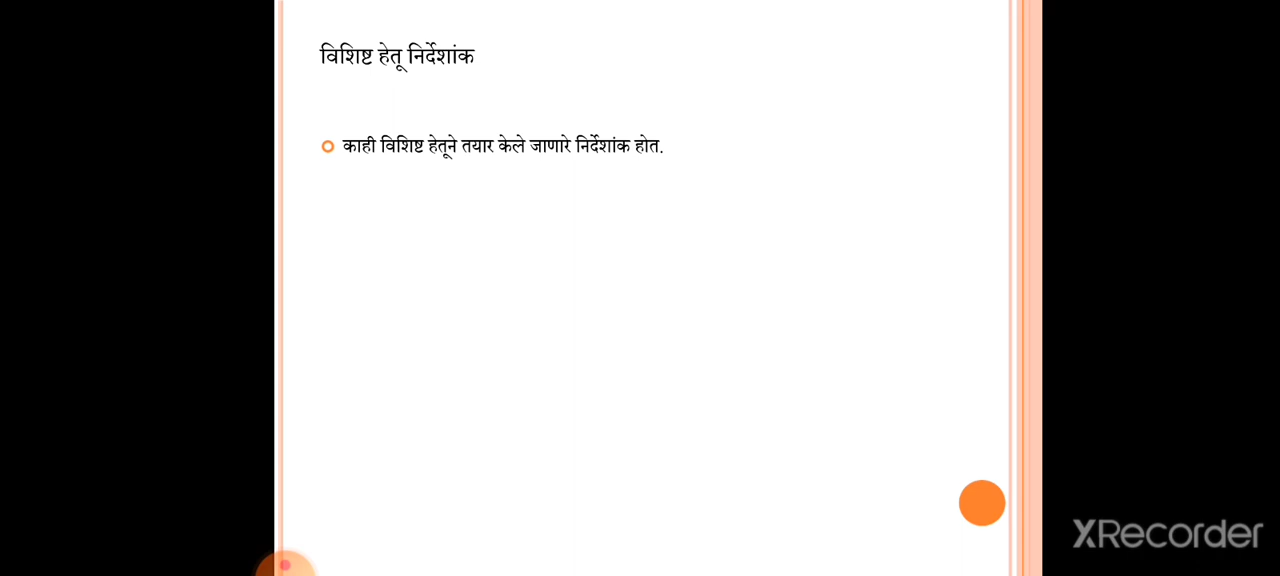 विशिष्ट हेतू निर्देशांक
काही विशिष्ट हेतूने तयार केले जाणारे निर्देशांक होत.
XRecorder